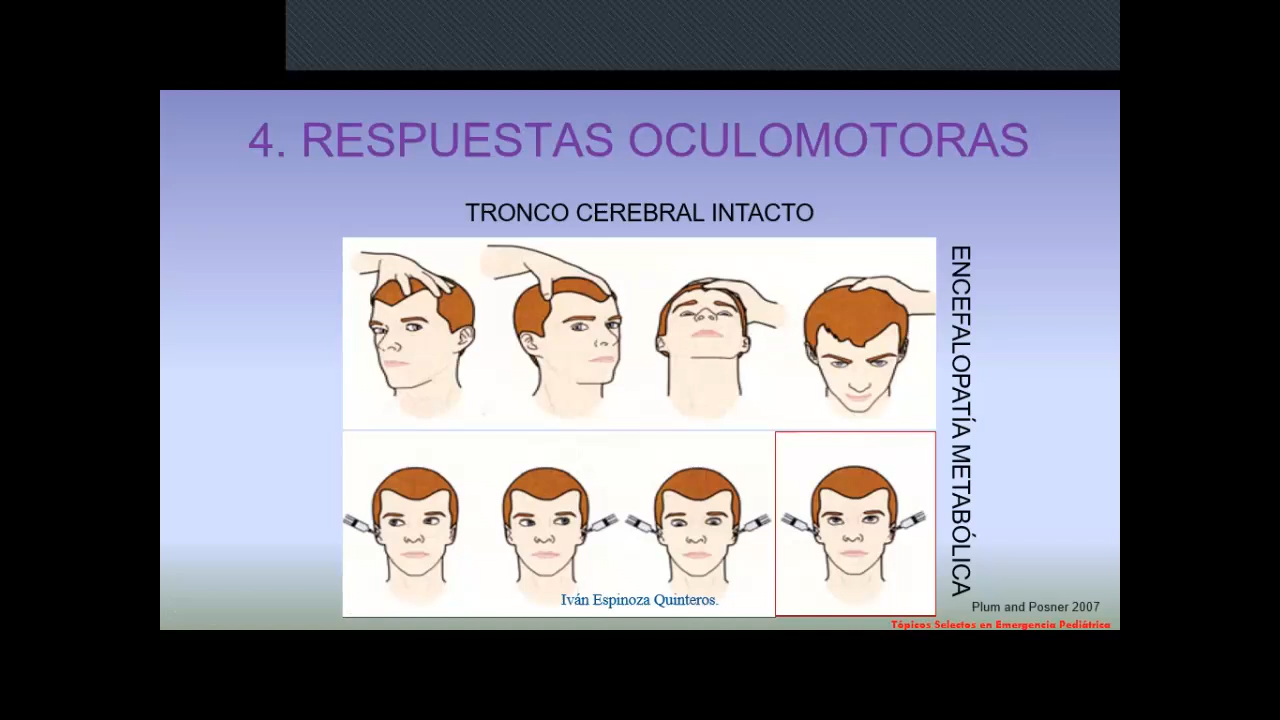 4. RESPUESTAS OCULOMOTORAS
TRONCO CEREBRAL INTACTO
ENCEFALOPATÍA METABÓLICA
Iván Espinoza Quinteros.
Plum and Posner 2007
Tópicos Selectos en Emergencia Pediátrica